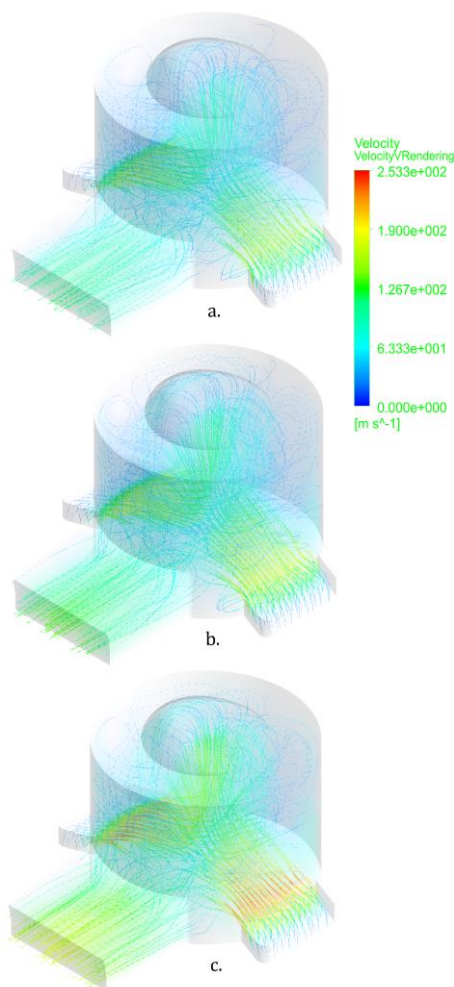 Velocity
VelocityVRendering
2.533e+002
1.900e+002
1.267e+002
6.333e+001
0.000e+000
[m s^-1]
a.
b.
c.